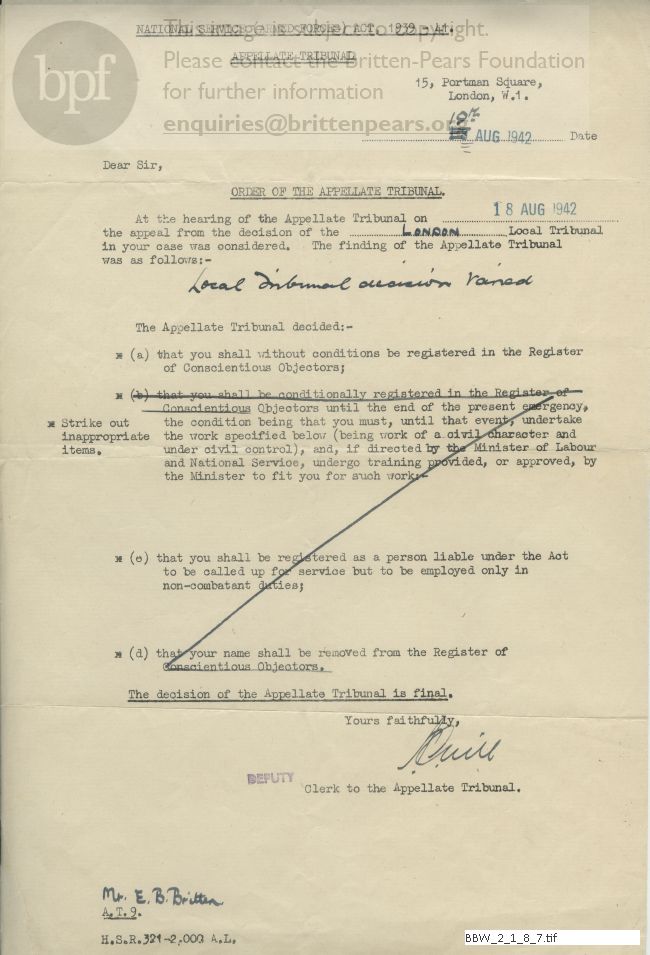 NATIONAL SERVICE (ARMED FORCES) ACT, 1939 - 41.
This image is subject to copyright.
APPELLATE TRIBUNAL
Please contact the Britten-Pears Foundation
bpf
15, Portman Square,
London, W.1.
for further information
enquiries@brittenpears.org
AUG 1942 Date
Dear Sir,
ORDER OF THE APPELLATE TRIBUNAL.
At the hearing of the Appellate Tribunal on 18 AUG 1942
the appeal from the decision of the LONDON Local Tribunal
in your case was considered. The finding of the Appellate Tribunal
was as follows:-
Local Tribunal decision Varied
The Appellate Tribunal decided:-
* (a) that you shall without conditions be registered in the Register
of Conscientious Objectors;
* (b) that you shall be conditionally registered in the Register of
Conscientious Objectors until the end of the present emergency,
* Strike out the condition being that you must, until that event, undertake
inappropriate the work specified below (being work of a civil character and
items. under civil control), and, if directed by the Minister of Labour
and National Service, undergo training provided, or approved, by
the Minister to fit you for such work:-
* (c) that you shall be registered as a person liable under the Act
to be called up for service but to be employed only in
non-combatant duties;
* (d) that your name shall be removed from the Register of
Conscientious Objectors.
The decision of the Appellate Tribunal is final.
Yours faithfully,
DEPUTY
Clerk to the Appellate Tribunal.
Mr. E. B. Britten
A.T.9.
H.S.R.321-2,000 A.L.
BBW_2_1_8_7.tif